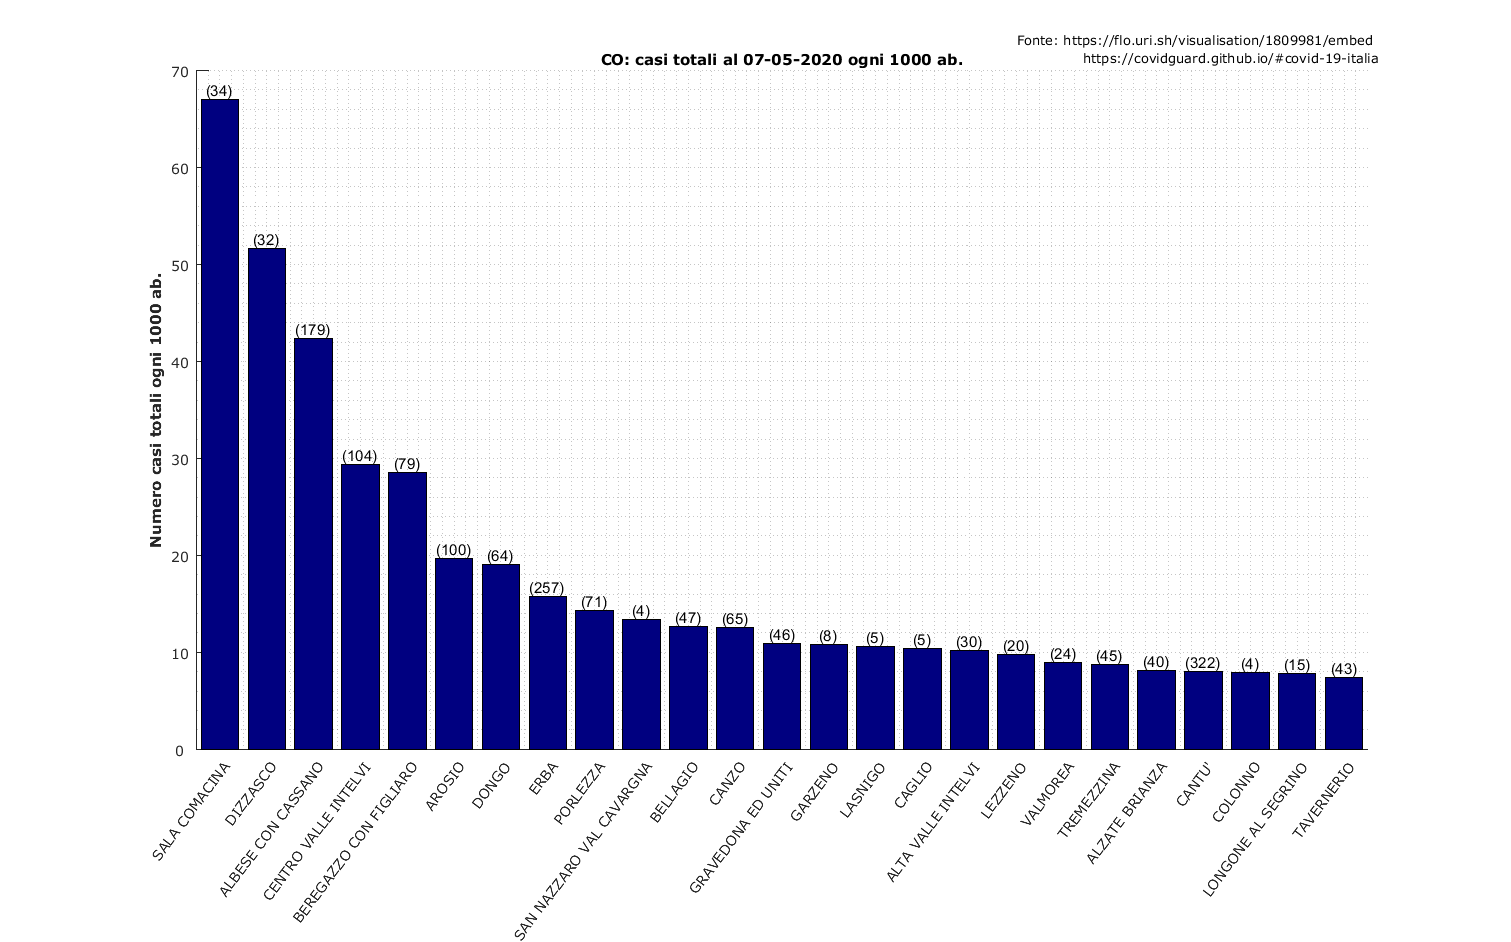 Fonte: https://flo.uri.sh/visualisation/1809981/embed
https://covidguard.github.io/#covid-19-italia
CO: casi totali al 07-05-2020 ogni 1000 ab.
Numero casi totali ogni 1000 ab.
70
60
50
40
30
20
10
0
(34)
(32)
(179)
(104)
(79)
(100)
(64)
(257)
(71)
(4)
(47)
(65)
(46)
(8)
(5)
(5)
(30)
(20)
(24)
(45)
(40)
(322)
(4)
(15)
(43)
SALA COMACINA
DIZZASCO
ALBESE CON CASSANO
CENTRO VALLE INTELVI
BEREGAZZO CON FIGLIARO
AROSIO
DONGO
ERBA
PORLEZZA
SAN NAZZARO VAL CAVARGNA
BELLAGIO
CANZO
GRAVEDONA ED UNITI
GARZENO
LASNIGO
CAGLIO
ALTA VALLE INTELVI
LEZZENO
VALMOREA
TREMEZZINA
ALZATE BRIANZA
CANTU'
COLONNO
LONGONE AL SEGRINO
TAVERNERIO